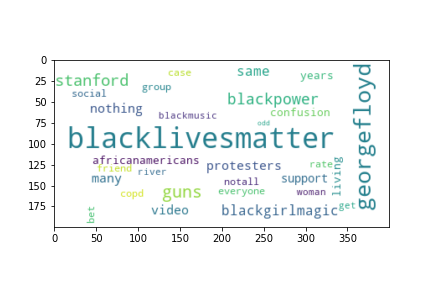 0
25
50
75
100
125
150
175
0 50 100 150 200 250 300 350
stanford case same years
social group
nothing blackpower
blackmusic confusion
odd
blacklivesmatter
georgefloyd
africanamericans protesters rate
friend river
many notall support living
copd guns everyone woman
bet video blackgirlmagic get